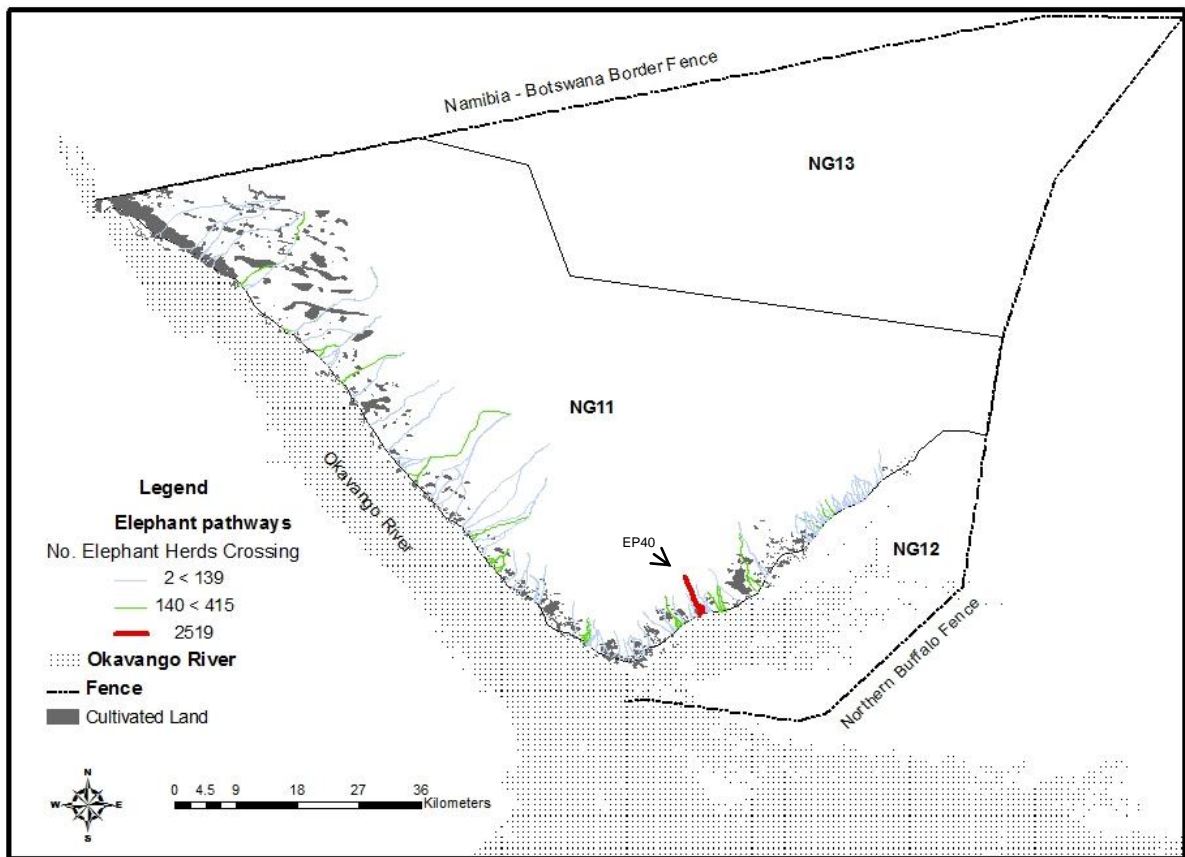 Namibia - Botswana Border Fence
NG13
NG11
Okavango River
EP40
NG12
Northern Buffalo Fence
Legend
Elephant pathways
No. Elephant Herds Crossing
2 < 139
140 < 415
2519
Okavango River
Fence
Cultivated Land
N
W E
S
0 4.5 9 18 27 36
Kilometers